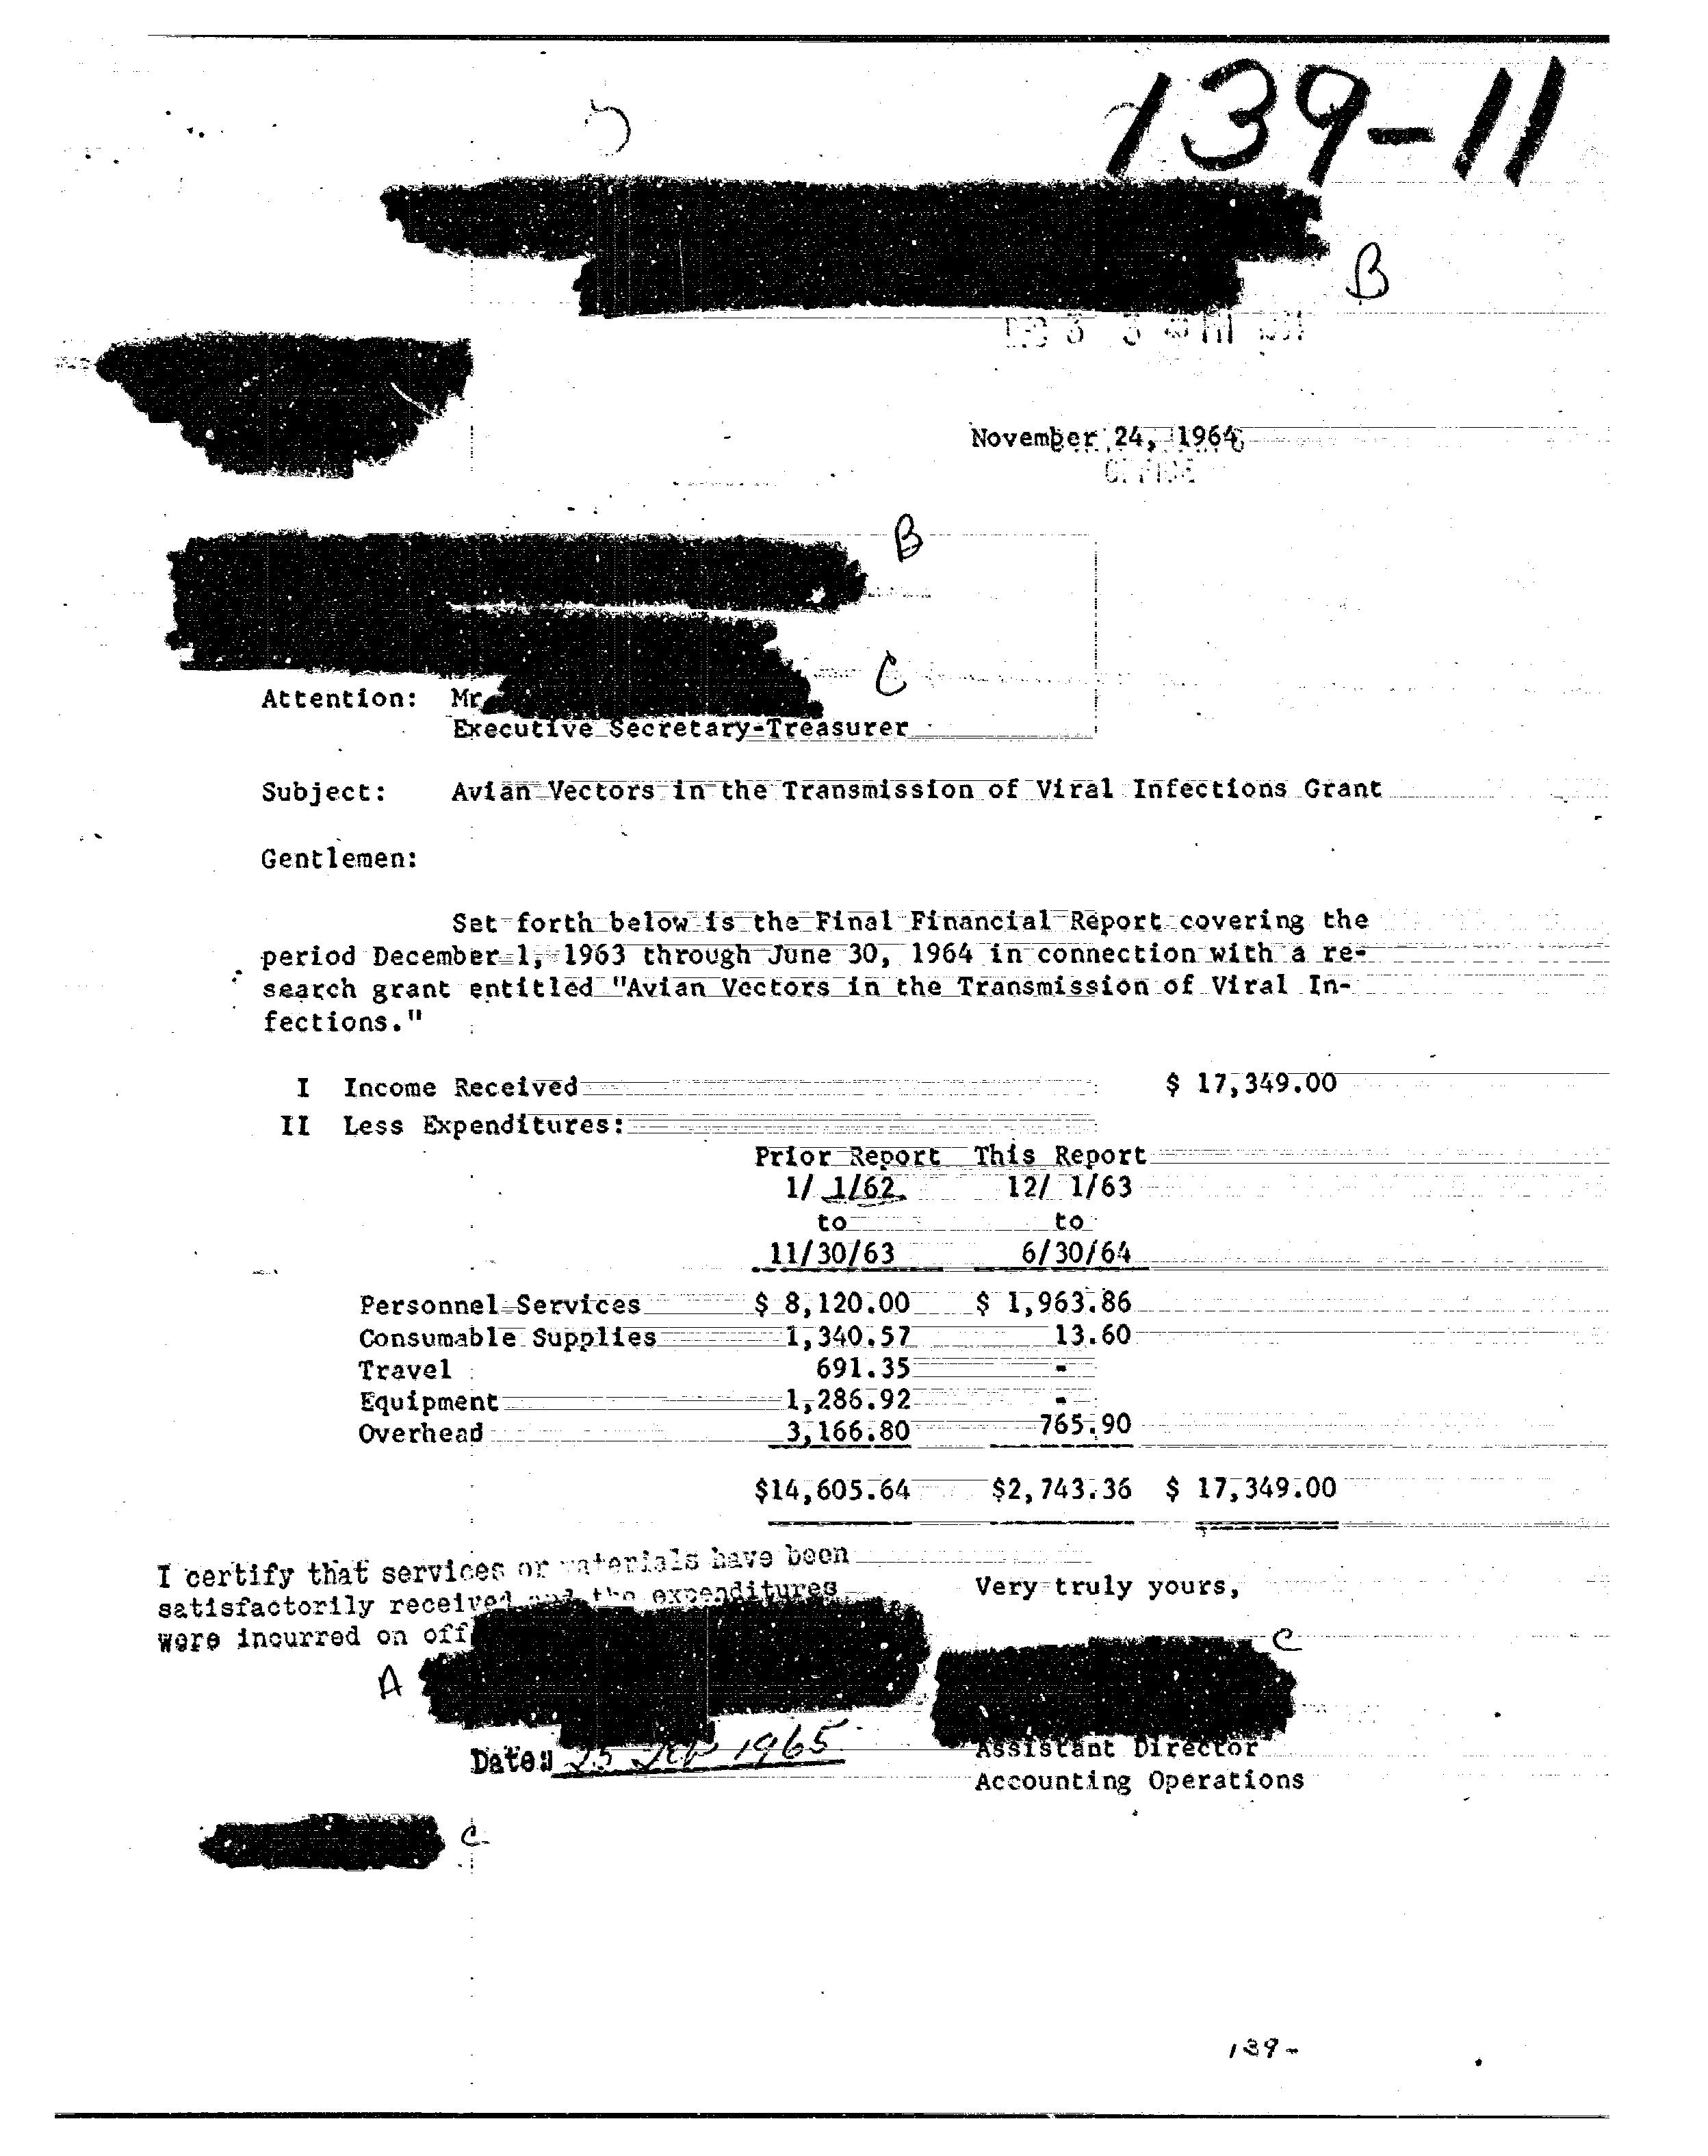 139-11
B
November 24, 1964
OFFICE
B
C
Attention: Mr
Executive Secretary-Treasurer
Subject: Avian Vectors in the Transmission of Viral Infections Grant
Gentlemen:
Set forth below is the Final Financial Report covering the
period December 1, 1963 through June 30, 1964 in connection with a re-
search grant entitled "Avian Vectors in the Transmission of Viral In-
fections."
I Income Received $ 17,349.00
II Less Expenditures:
Prior Report This Report
1/ 1/62 12/ 1/63
to to
11/30/63 6/30/64
Personnel Services $ 8,120.00 $ 1,963.86
Consumable Supplies 1,340.57 13.60
Travel 691.35 -
Equipment 1,286.92 -
Overhead 3,166.80 765.90
$14,605.64 $2,743.36 $ 17,349.00
I certify that services or materials have been
satisfactorily received and the expenditures
were incurred on off
Very truly yours,
C
A
Date: 25 1965
Assistant Director
Accounting Operations
C
139-